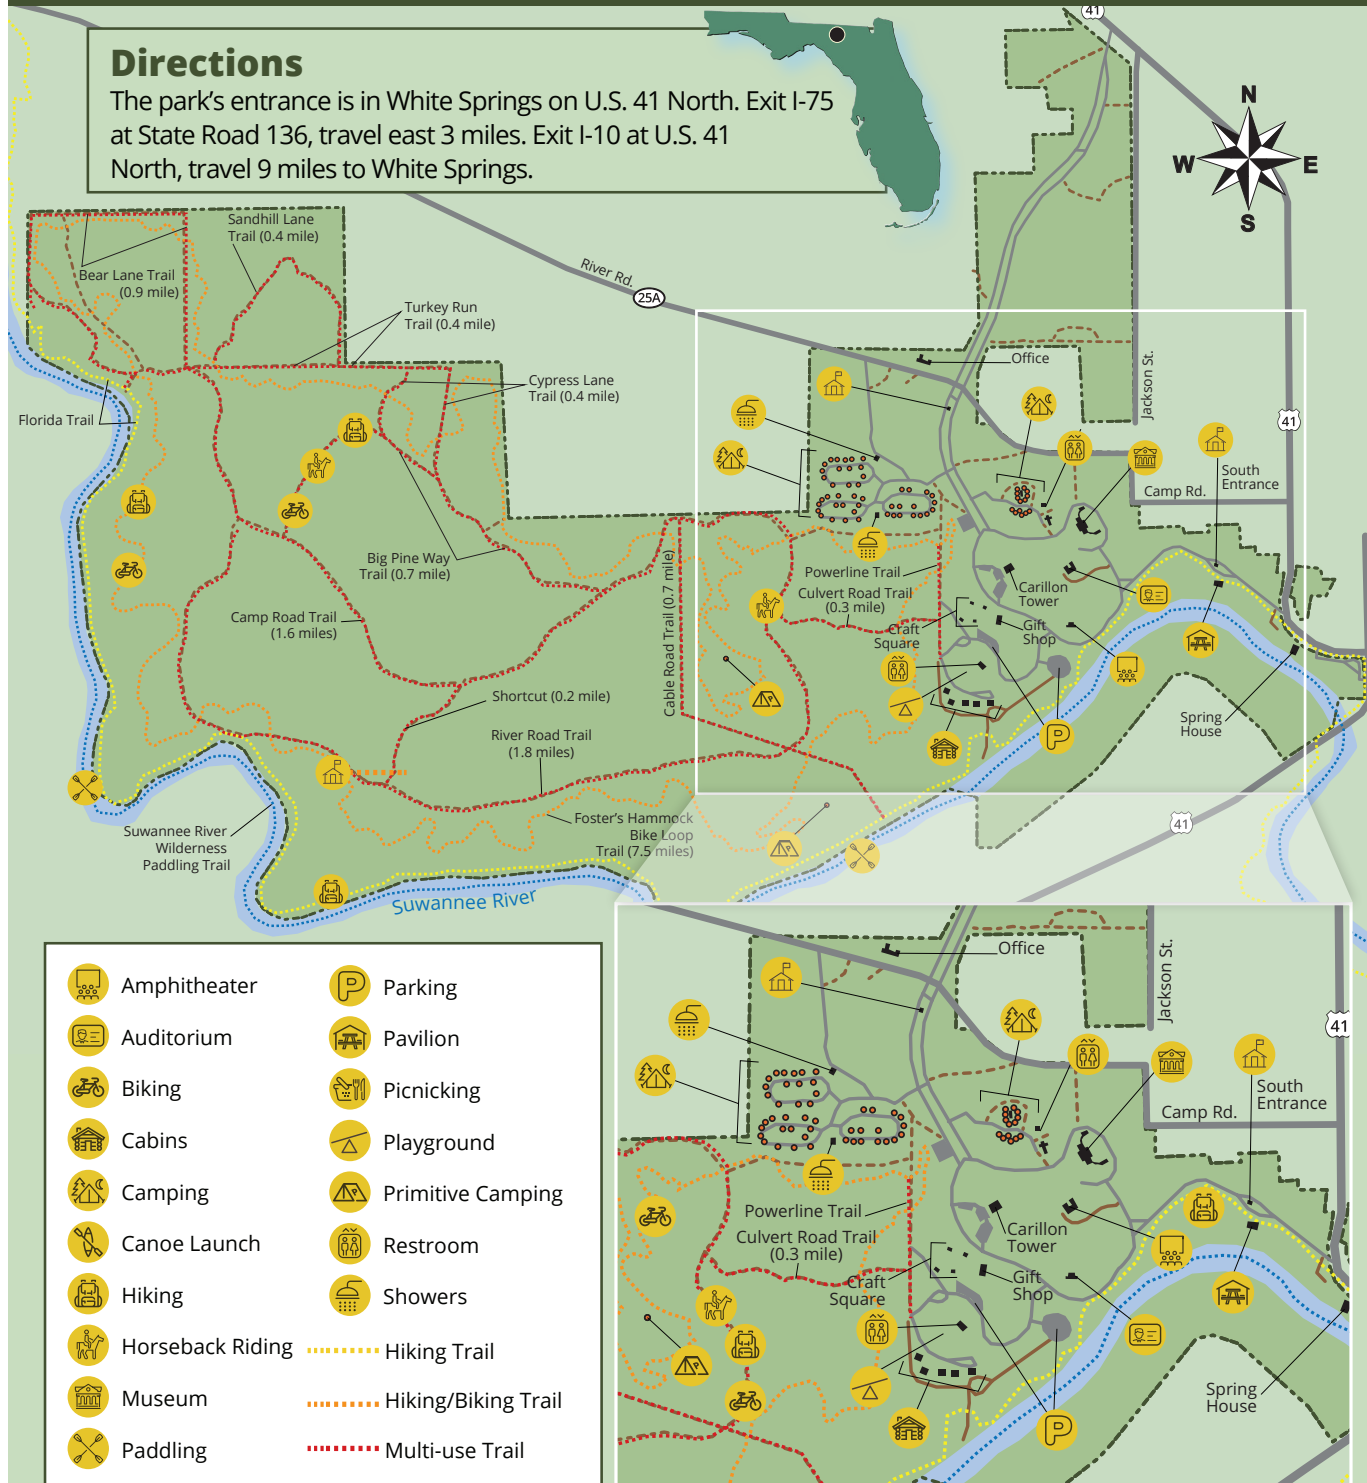 41
Directions
The park's entrance is in White Springs on U.S. 41 North. Exit I-75
at State Road 136, travel east 3 miles. Exit I-10 at U.S. 41
North, travel 9 miles to White Springs.
N
W
E
S
Sandhill Lane
Trail (0.4 mile)
Bear Lane Trail
(0.9 mile)
River Rd.
25A
Turkey Run
Trail (0.4 mile)
Cypress Lane
Trail (0.4 mile)
Florida Trail
Office
Jackson St.
41
South
Entrance
Camp Rd.
Big Pine Way
Trail (0.7 mile)
Cable Road Trail (0.7 mile)
Powerline Trail
Culvert Road Trail
(0.3 mile)
Carillon
Tower
Craft
Square
Gift
Shop
Camp Road Trail
(1.6 miles)
Shortcut (0.2 mile)
River Road Trail
(1.8 miles)
Spring
House
P
Suwannee River
Wilderness
Paddling Trail
Foster's Hammock
Bike Loop
Trail (7.5 miles)
41
Suwannee River
Amphitheater
Auditorium
Biking
Cabins
Camping
Canoe Launch
Hiking
Horseback Riding
Museum
Paddling
P
Parking
Pavilion
Picnicking
Playground
Primitive Camping
Restroom
Showers
Hiking Trail
Hiking/Biking Trail
Multi-use Trail
Office
Jackson St.
41
South
Entrance
Camp Rd.
Powerline Trail
Culvert Road Trail
(0.3 mile)
Carillon
Tower
Craft
Square
Gift
Shop
Spring
House
P